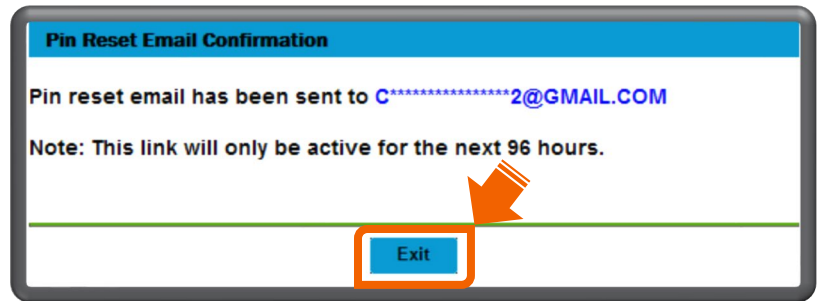 Pin Reset Email Confirmation
Pin reset email has been sent to C****************2@GMAIL.COM
Note: This link will only be active for the next 96 hours.
Exit